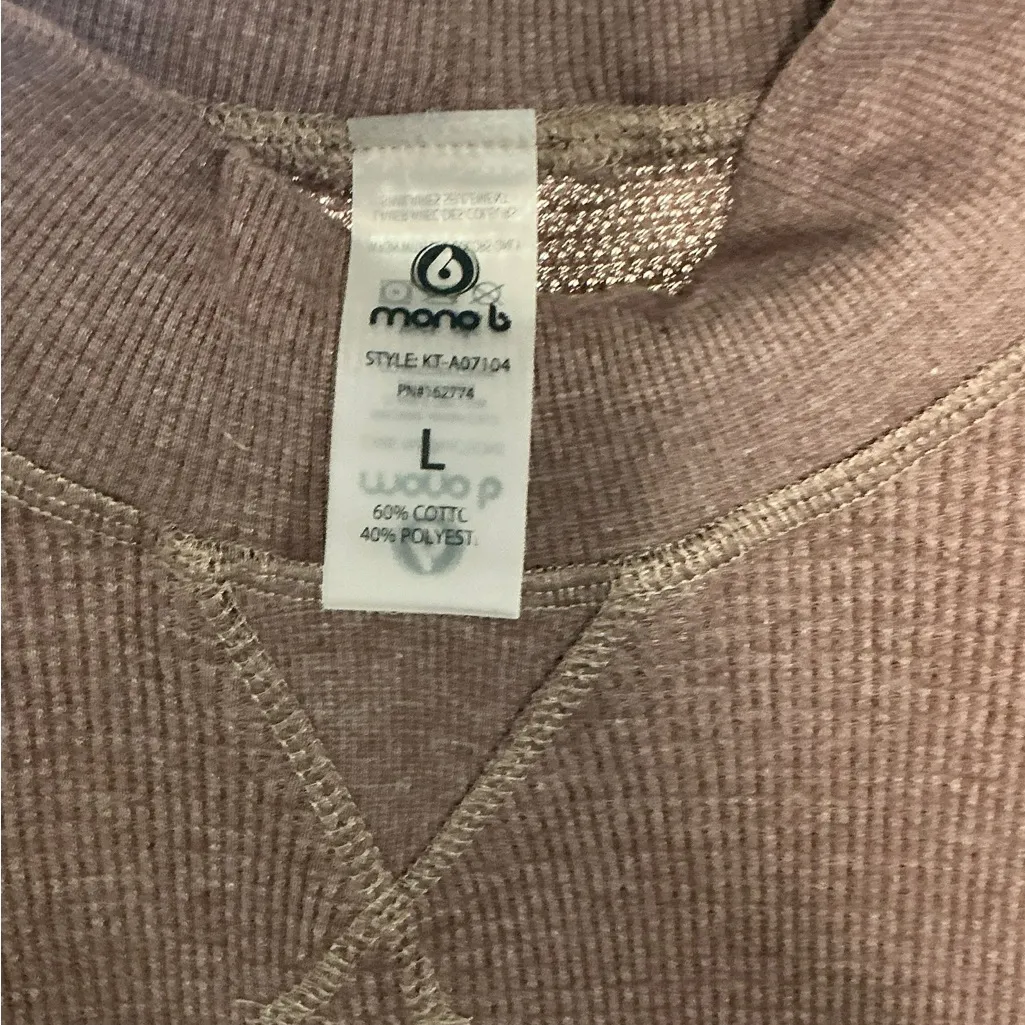 mono b
STYLE: KT-A07104
PN#162774
L
60% COTTC
40% POLYEST